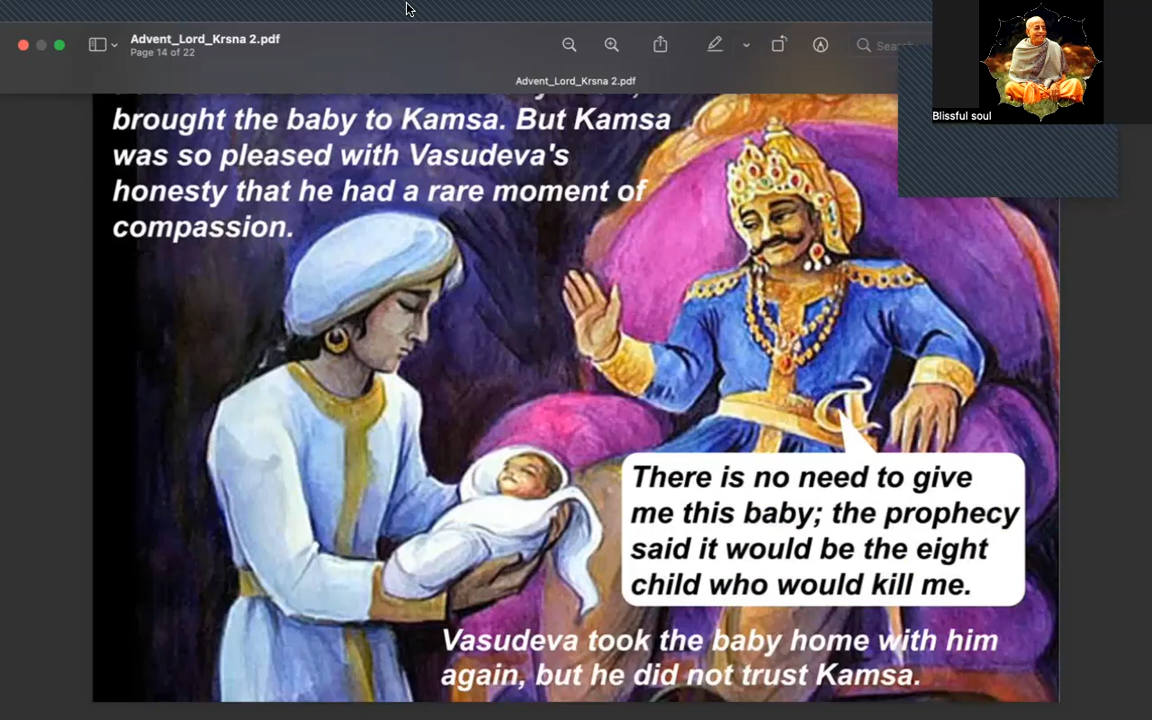 Advent_Lord_Krsna 2.pdf
Page 14 of 22
Search
Advent_Lord_Krsna 2.pdf
Blissful soul
brought the baby to Kamsa. But Kamsa
was so pleased with Vasudeva's
honesty that he had a rare moment of
compassion.
There is no need to give
me this baby; the prophecy
said it would be the eight
child who would kill me.
Vasudeva took the baby home with him
again, but he did not trust Kamsa.